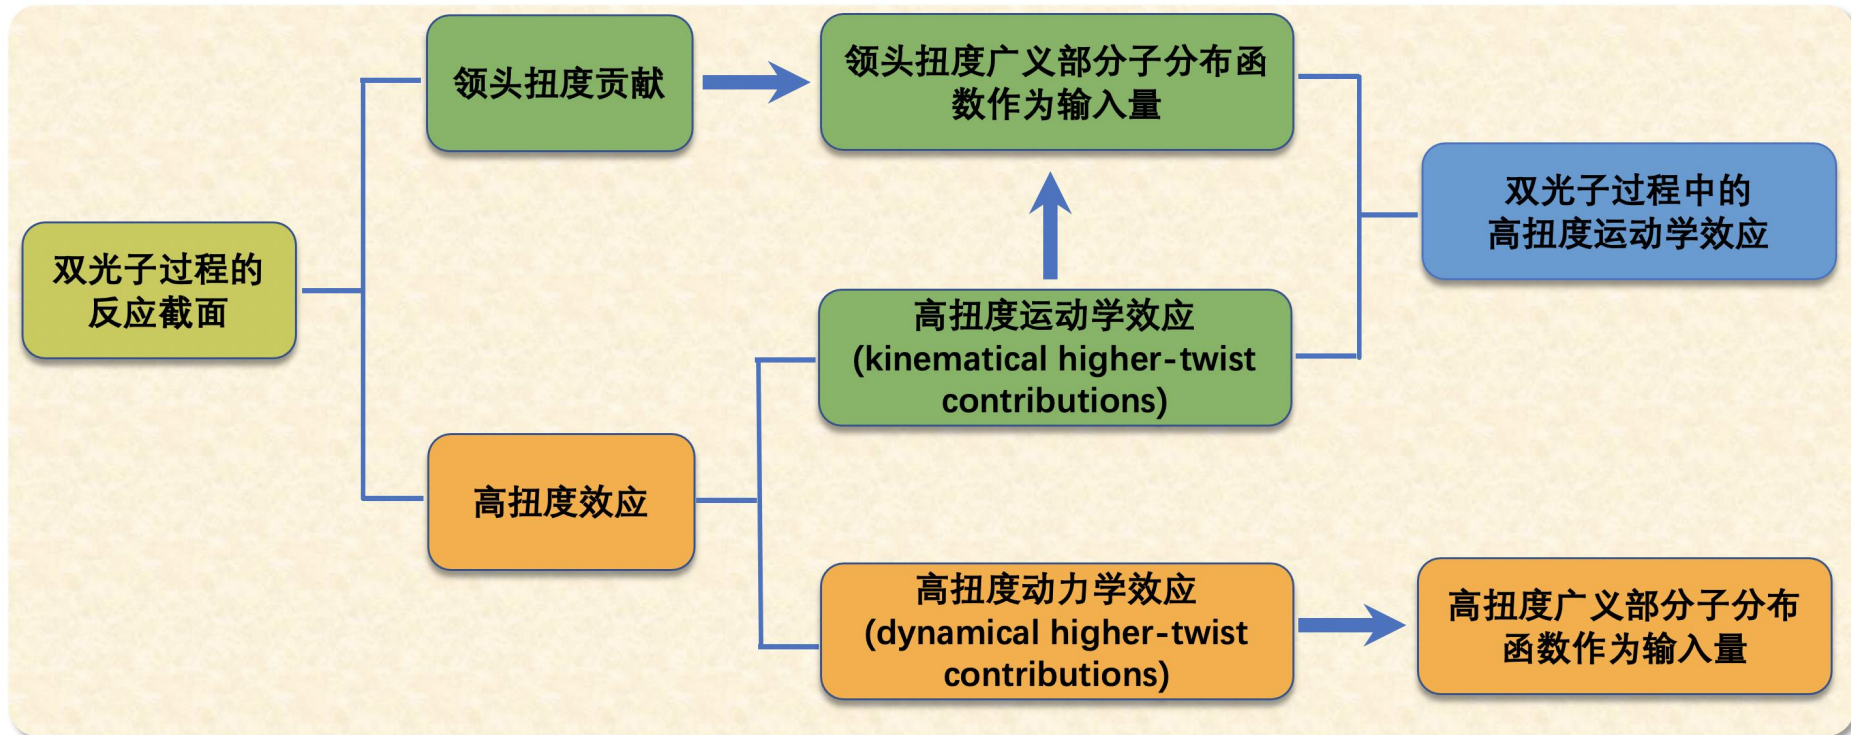 领头扭度贡献
领头扭度广义部分子分布函
数作为输入量
双光子过程中的
高扭度运动学效应
双光子过程的
反应截面
高扭度运动学效应
(kinematical higher-twist
contributions)
高扭度效应
高扭度动力学效应
(dynamical higher-twist
contributions)
高扭度广义部分子分布
函数作为输入量